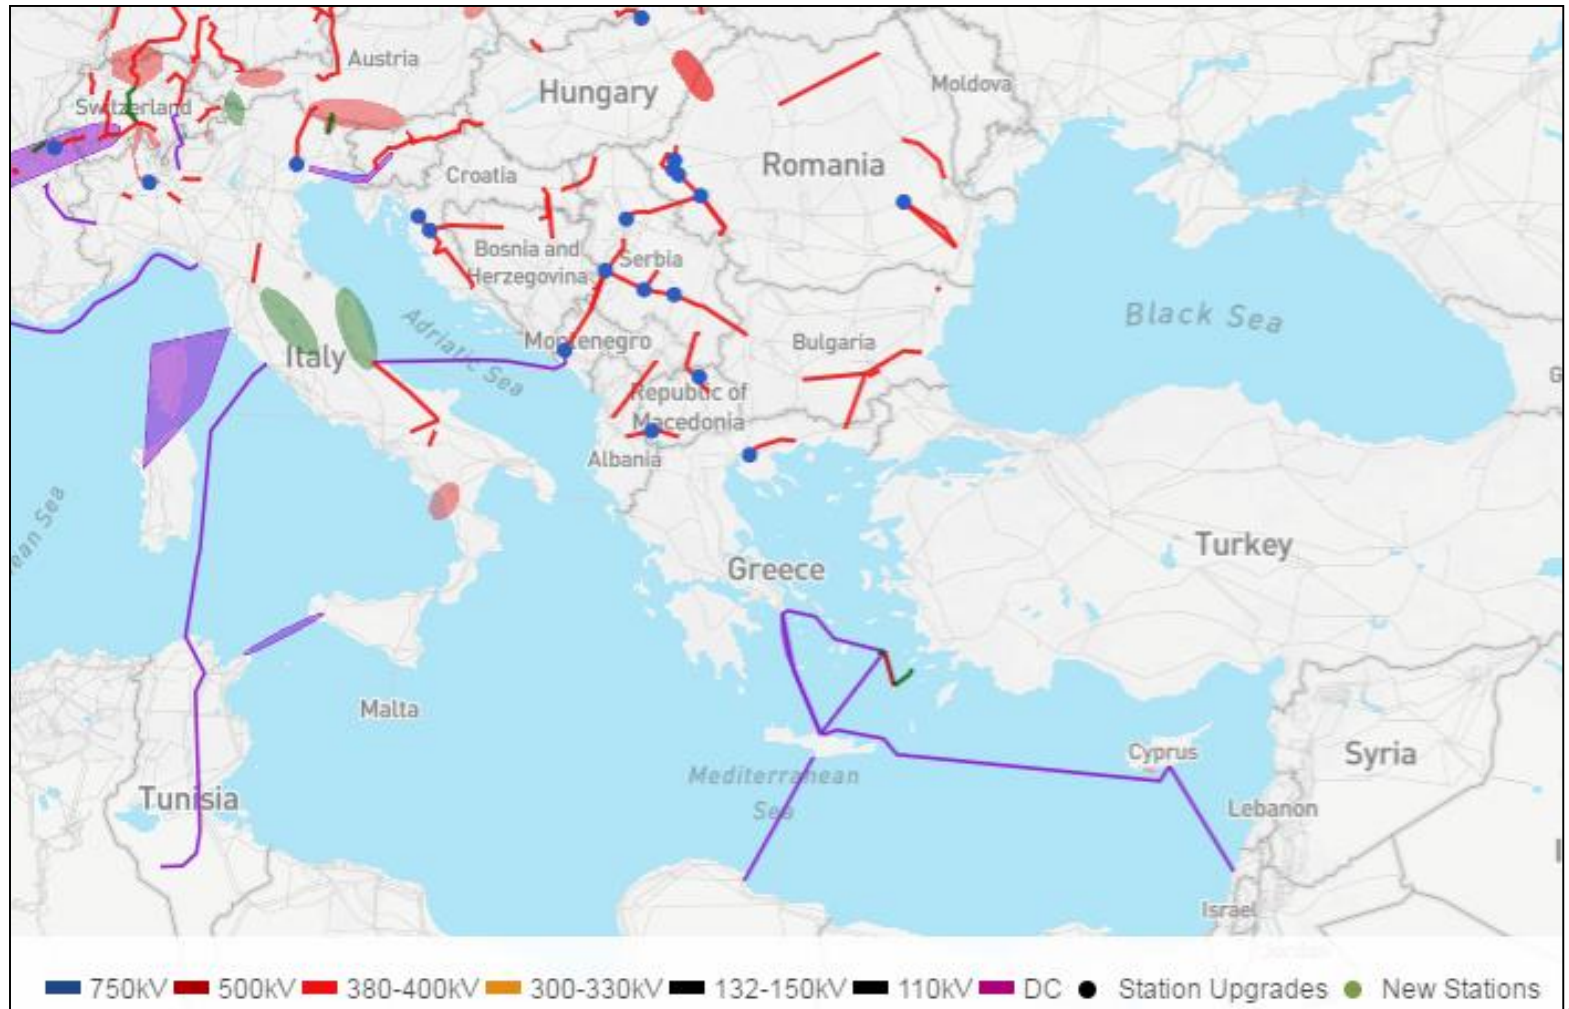 Austria
Hungary
Moldova
Switzerland
Romania
Croatia
Bosnia and
Herzegovina
Serbia
Black Sea
Adriatic Sea
Montenegro
Bulgaria
Italy
G
Republic of
Macedonia
Albania
ean Sea
Turkey
Greece
Malta
Cyprus
Syria
Mediterranean
Sea
Tunisia
Lebanon
Israel
750kV 500kV 380-400kV 300-330kV 132-150kV 110kV DC Station Upgrades New Stations